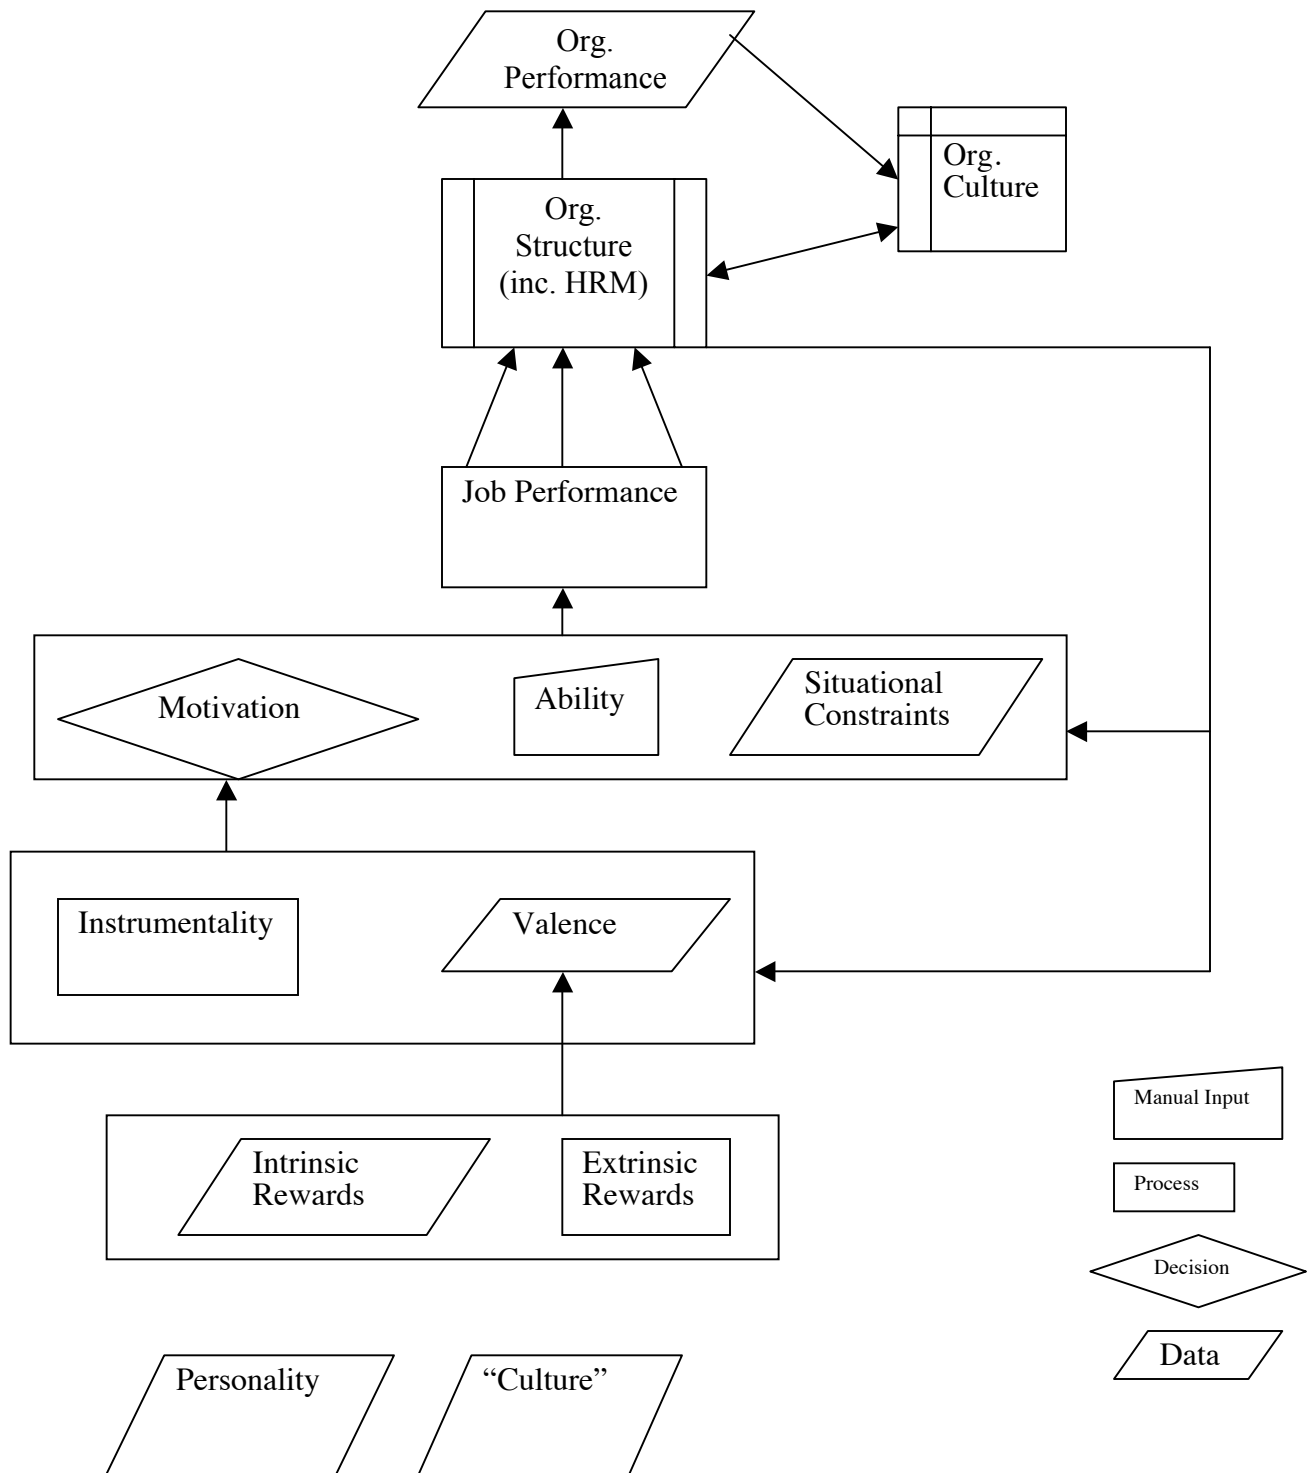 Org.
Performance
Org.
Culture
Org.
Structure
(inc. HRM)
Job Performance
Motivation
Ability
Situational
Constraints
Instrumentality
Valence
Intrinsic
Rewards
Extrinsic
Rewards
Manual Input
Process
Decision
Data
Personality
“Culture”